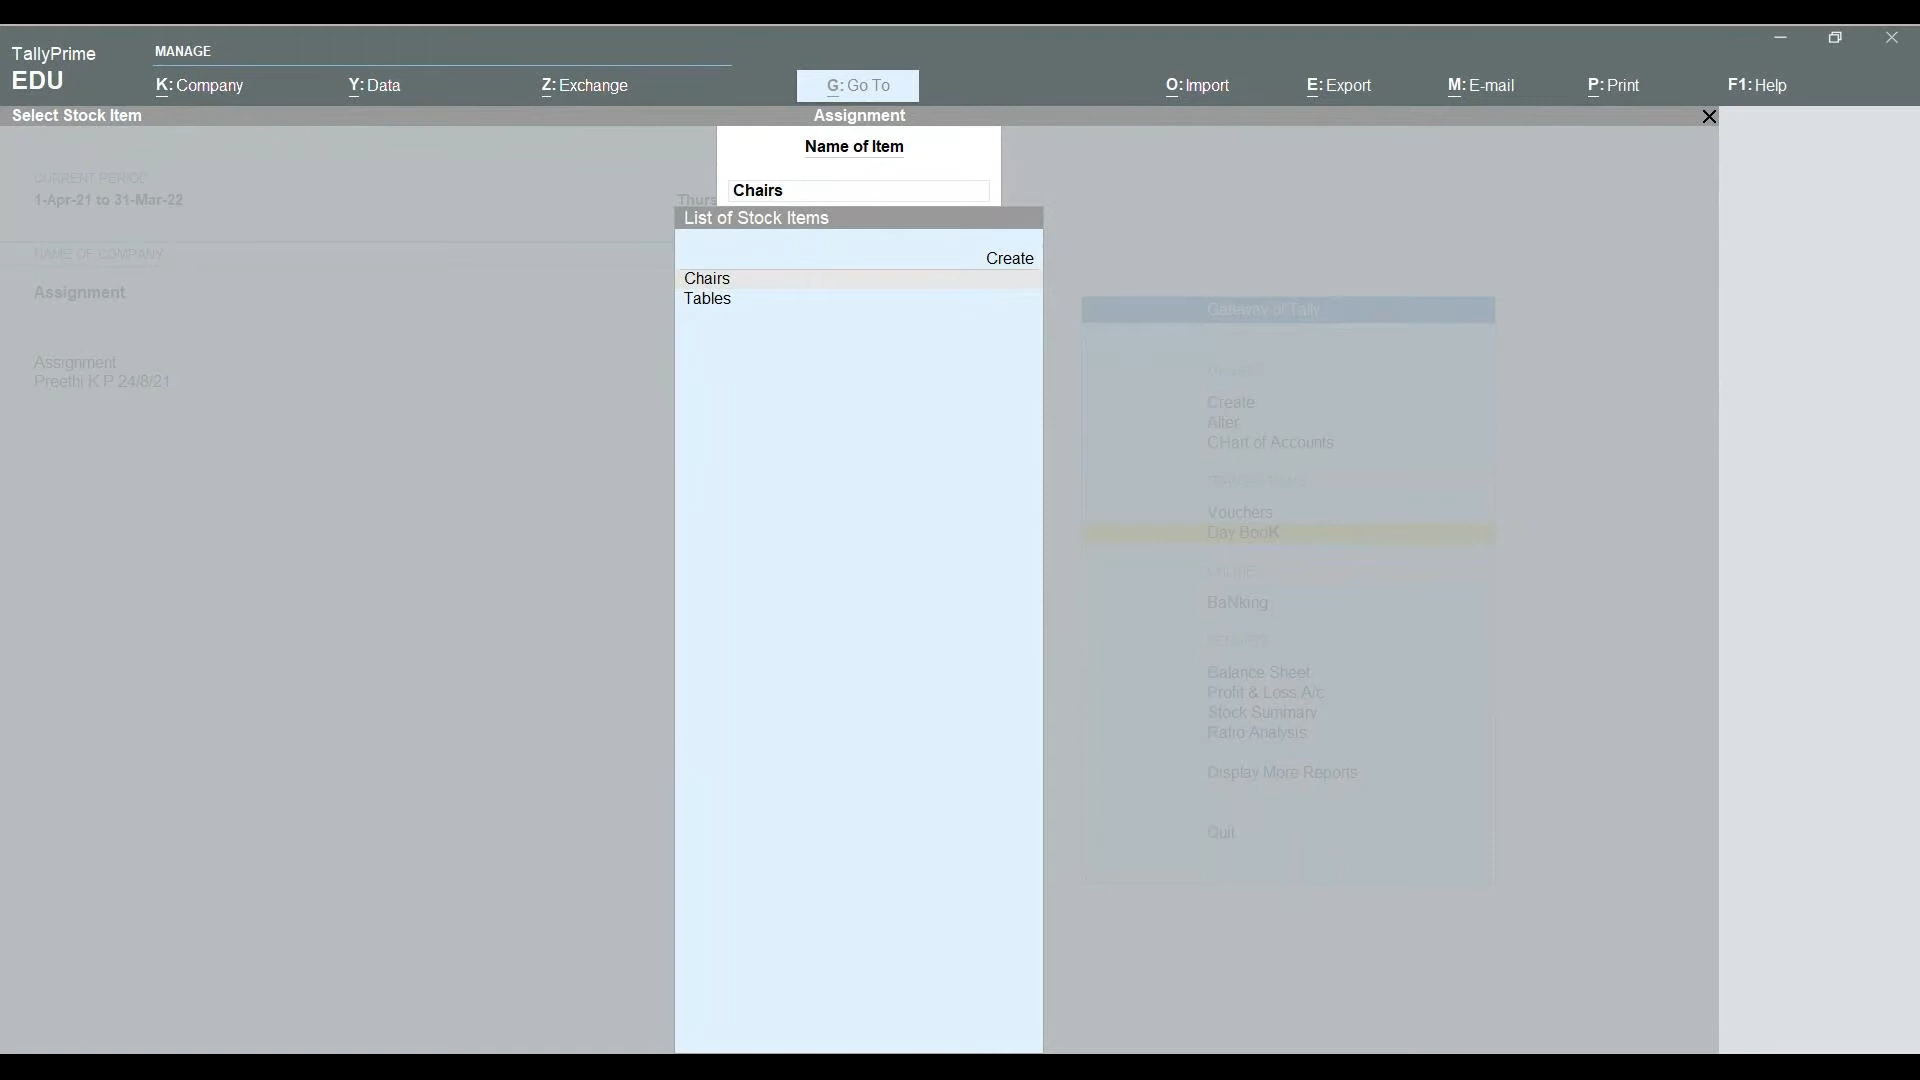 TallyPrime
EDU
MANAGE
K: Company
Y: Data
Z: Exchange
G: Go To
O: Import
E: Export
M: E-mail
P: Print
F1: Help
Select Stock Item
Assignment
Name of Item
Chairs
List of Stock Items
Create
Chairs
Tables
CURRENT PERIOD
1-Apr-21 to 31-Mar-22
Thurs
NAME OF COMPANY
Assignment
Assignment
Preethi K P 24/8/21
Gateway of Tally
Create
Alter
CHart of Accounts
Vouchers
Day BooK
BaNking
Balance Sheet
Profit & Loss A/c
Stock Summary
Ratio Analysis
Display More Reports
Quit